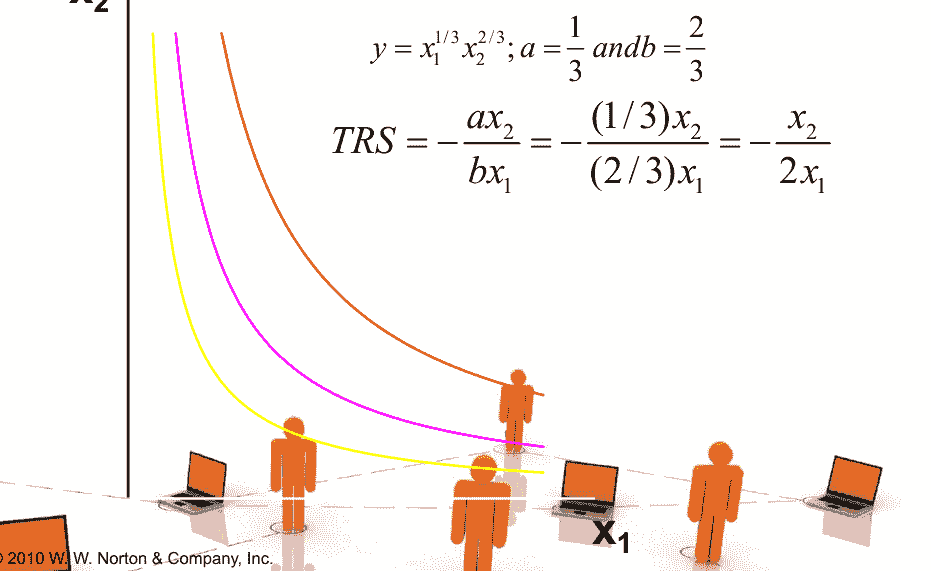 x₂
y = x₁^{1/3} x₂^{2/3}; a = 1/3 andb = 2/3
TRS = − ax₂/bx₁ = − (1/3)x₂/(2/3)x₁ = − x₂/2x₁
x₁
© 2010 W. W. Norton & Company, Inc.